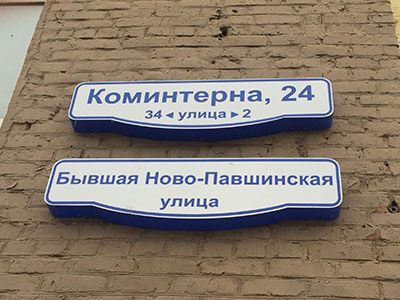 Коминтерна, 24
34 ◂ улица ▸ 2
Бывшая Ново-Павшинская
улица